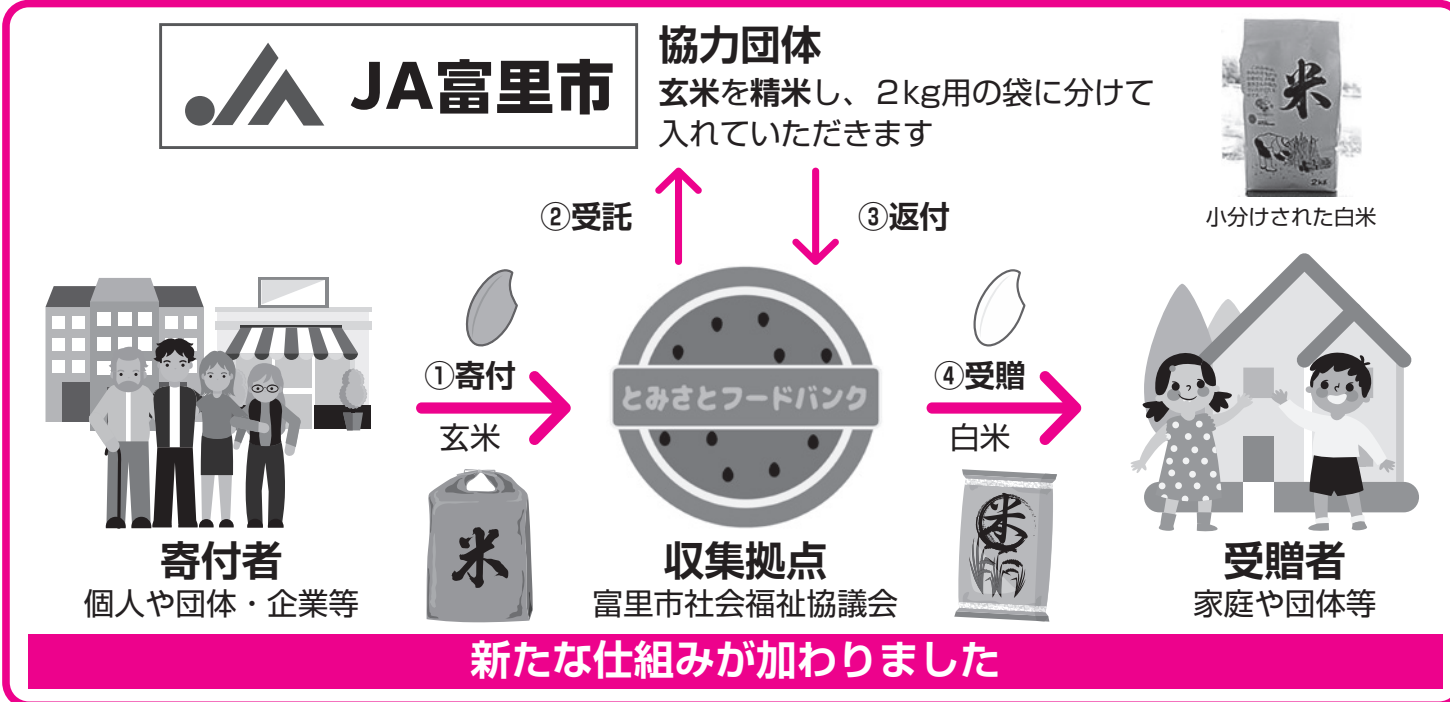 JA富里市
協力団体
玄米を精米し、2kg用の袋に分けて
入れていただきます
米
2kg
小分けされた白米
②受託
③返付
①寄付
玄米
とみさとフードバンク
④受贈
白米
米
米
寄付者
個人や団体・企業等
収集拠点
富里市社会福祉協議会
受贈者
家庭や団体等
新たな仕組みが加わりました